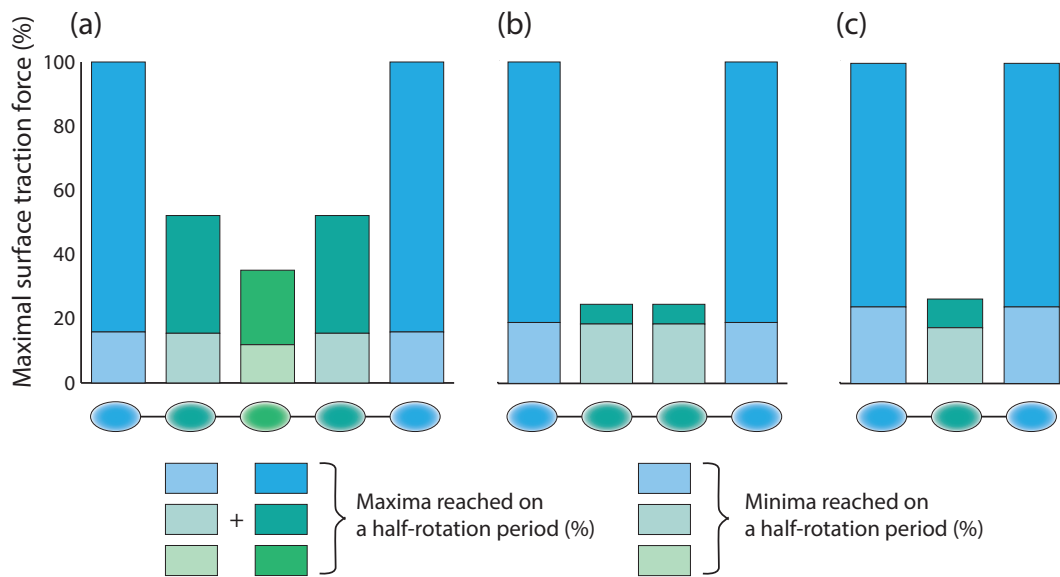 (a)
(b)
(c)
Maximal surface traction force (%)
100
80
60
40
20
0
+
Maxima reached on
a half-rotation period (%)
Minima reached on
a half-rotation period (%)